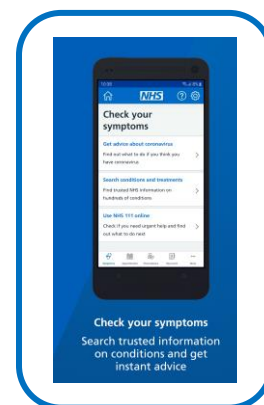 NHS
Check your
symptoms
Get advice about coronavirus
Find out what to do if you think you
have coronavirus
Search conditions and treatments
Find trusted NHS information on
hundreds of conditions
Use NHS 111 online
Check if you need urgent help and find
out what to do next
Check your symptoms
Search trusted information
on conditions and get
instant advice